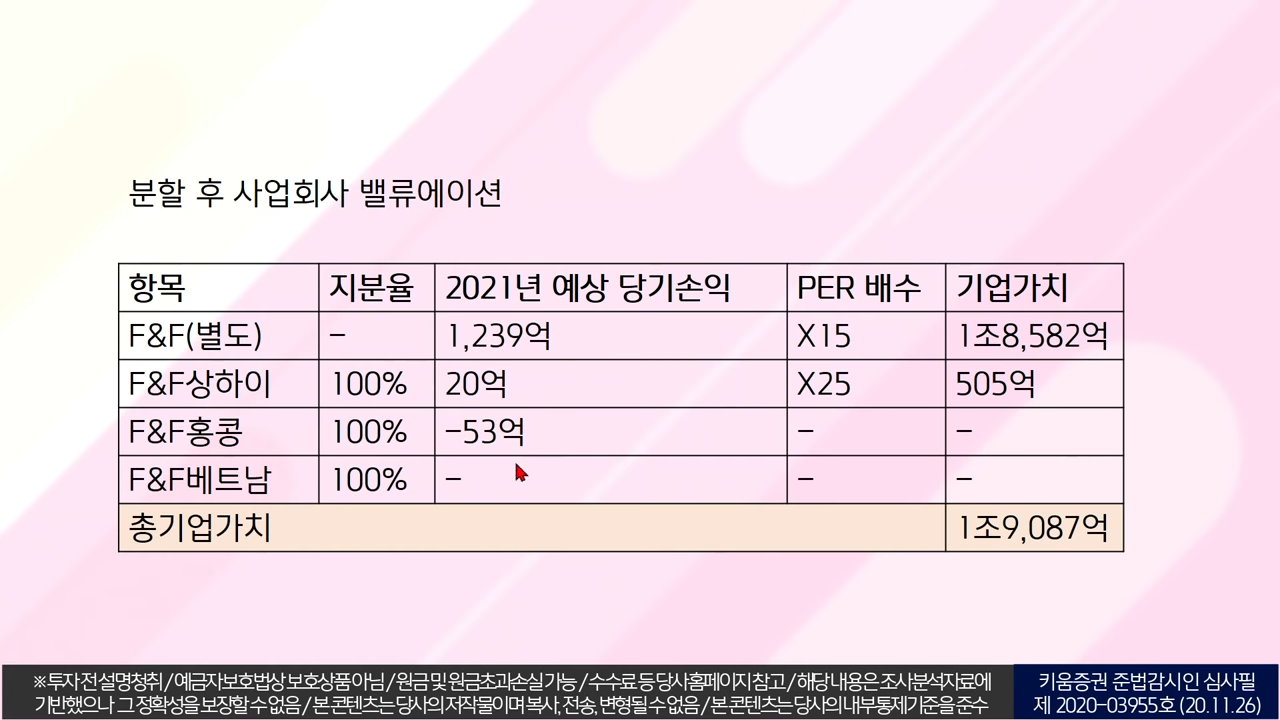 분할 후 사업회사 밸류에이션
항목 지분율 2021년 예상 당기손익 PER 배수 기업가치
F&F(별도) – 1,239억 X15 1조8,582억
F&F상하이 100% 20억 X25 505억
F&F홍콩 100% –53억 – –
F&F베트남 100% – – –
총기업가치 1조9,087억
※투자 전 설명청취 / 예금자보호법상 보호상품 아님 / 원금 및 원금초과손실 가능 / 수수료 등 당사홈페이지 참고 / 해당 내용은 조사분석자료에
기반했으나 그 정확성을 보장할 수 없음 / 본 콘텐츠는 당사의 저작물이며 복사, 전송, 변형될 수 없음 / 본 콘텐츠는 당사의 내부통제기준을 준수
키움증권 준법감시인 심사필
제 2020-03955호 (20.11.26)